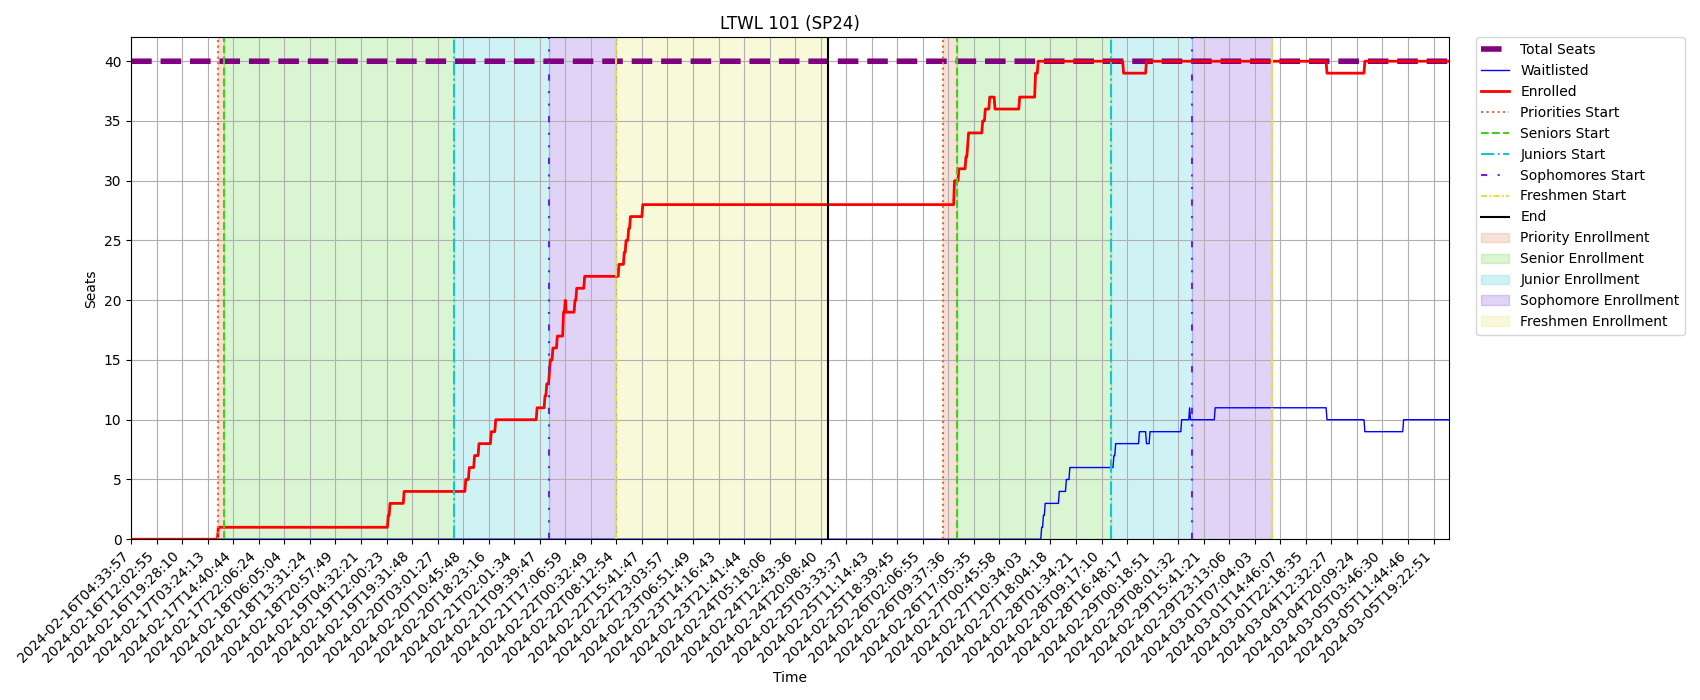 LTWL 101 (SP24)
Seats
40
35
30
25
20
15
10
5
0
2024-02-16T04:33:57
2024-02-16T12:02:55
2024-02-16T19:28:10
2024-02-17T03:24:13
2024-02-17T14:40:44
2024-02-17T22:06:24
2024-02-18T06:05:04
2024-02-18T13:31:24
2024-02-18T20:57:49
2024-02-19T04:32:21
2024-02-19T12:00:23
2024-02-19T19:31:48
2024-02-20T03:01:27
2024-02-20T10:45:48
2024-02-20T18:23:16
2024-02-21T02:01:34
2024-02-21T09:39:47
2024-02-21T17:06:59
2024-02-22T00:32:49
2024-02-22T08:12:54
2024-02-22T15:41:47
2024-02-22T23:03:57
2024-02-23T06:51:49
2024-02-23T14:16:43
2024-02-23T21:41:44
2024-02-24T05:18:06
2024-02-24T12:43:36
2024-02-24T20:08:40
2024-02-25T03:33:37
2024-02-25T11:14:43
2024-02-25T18:39:45
2024-02-26T02:06:55
2024-02-26T09:37:36
2024-02-26T17:05:35
2024-02-27T00:45:58
2024-02-27T10:34:03
2024-02-27T18:04:18
2024-02-28T01:34:21
2024-02-28T09:17:10
2024-02-28T16:48:17
2024-02-29T00:18:51
2024-02-29T08:01:32
2024-02-29T15:41:21
2024-02-29T23:13:06
2024-03-01T07:04:03
2024-03-01T14:46:07
2024-03-01T22:18:35
2024-03-04T12:32:27
2024-03-04T20:09:24
2024-03-05T03:46:30
2024-03-05T11:44:46
2024-03-05T19:22:51
Time
Total Seats
Waitlisted
Enrolled
Priorities Start
Seniors Start
Juniors Start
Sophomores Start
Freshmen Start
End
Priority Enrollment
Senior Enrollment
Junior Enrollment
Sophomore Enrollment
Freshmen Enrollment